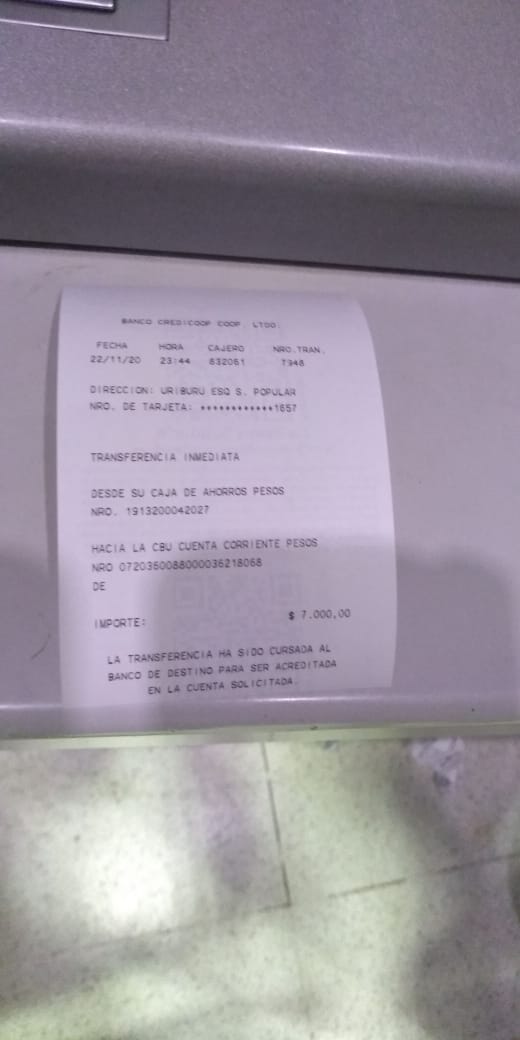 BANCO CREDICOOP COOP. LTDO.
FECHA HORA CAJERO NRO.TRAN.
22/11/20 23:44 632061 7348
DIRECCION: URIBURU ESQ S. POPULAR
NRO. DE TARJETA: ************1657
TRANSFERENCIA INMEDIATA
DESDE SU CAJA DE AHORROS PESOS
NRO. 1913200042027
HACIA LA CBU CUENTA CORRIENTE PESOS
NRO 0720360088000036218068
DE
IMPORTE: $ 7.000,00
LA TRANSFERENCIA HA SIDO CURSADA AL
BANCO DE DESTINO PARA SER ACREDITADA
EN LA CUENTA SOLICITADA.